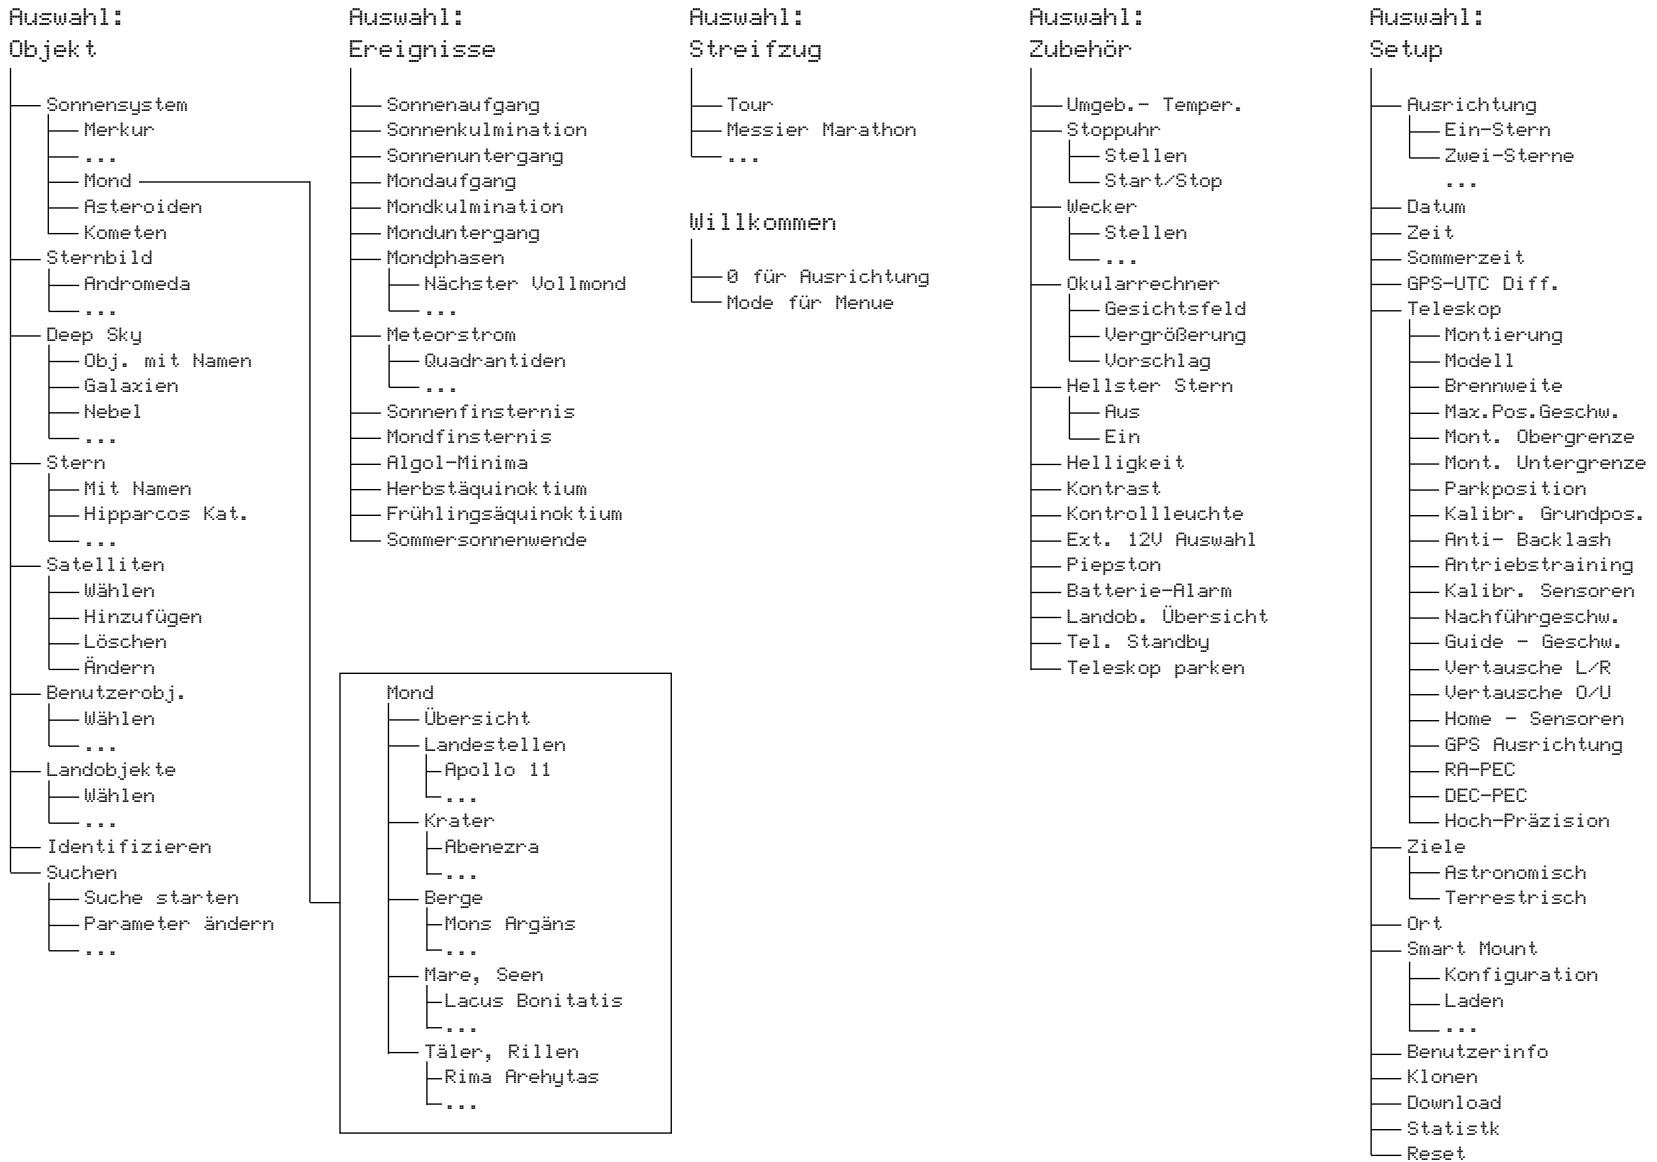 Auswahl:
Objekt
Sonnensystem
Merkur
...
Mond
Asteroiden
Kometen
Sternbild
Andromeda
...
Deep Sky
Obj. mit Namen
Galaxien
Nebel
...
Stern
Mit Namen
Hipparcos Kat.
...
Satelliten
Wählen
Hinzufügen
Löschen
Ändern
Benutzerobj.
Wählen
...
Landobjekte
Wählen
...
Identifizieren
Suchen
Suche starten
Parameter ändern
...
Auswahl:
Ereignisse
Sonnenaufgang
Sonnenkulmination
Sonnenuntergang
Mondaufgang
Mondkulmination
Monduntergang
Mondphasen
Nächster Vollmond
...
Meteorstrom
Quadrantiden
...
Sonnenfinsternis
Mondfinsternis
Algol-Minima
Herbstäquinoktium
Frühlingsäquinoktium
Sommersonnenwende
Mond
Übersicht
Landestellen
Apollo 11
...
Krater
Abenezra
...
Berge
Mons Argäns
...
Mare, Seen
Lacus Bonitatis
...
Täler, Rillen
Rima Arehytas
...
Auswahl:
Streifzug
Tour
Messier Marathon
...
Willkommen
0 für Ausrichtung
Mode für Menue
Auswahl:
Zubehör
Umgeb.- Temper.
Stoppuhr
Stellen
Start/Stop
Wecker
Stellen
...
Okularrechner
Gesichtsfeld
Vergrößerung
Vorschlag
Hellster Stern
Aus
Ein
Helligkeit
Kontrast
Kontrollleuchte
Ext. 12V Auswahl
Piepston
Batterie-Alarm
Landob. Übersicht
Tel. Standby
Teleskop parken
Auswahl:
Setup
Ausrichtung
Ein-Stern
Zwei-Sterne
...
Datum
Zeit
Sommerzeit
GPS-UTC Diff.
Teleskop
Montierung
Modell
Brennweite
Max.Pos.Geschw.
Mont. Obergrenze
Mont. Untergrenze
Parkposition
Kalibr. Grundpos.
Anti- Backlash
Antriebstraining
Kalibr. Sensoren
Nachführgeschw.
Guide - Geschw.
Vertausche L/R
Vertausche O/U
Home - Sensoren
GPS Ausrichtung
RA-PEC
DEC-PEC
Hoch-Präzision
Ziele
Astronomisch
Terrestrisch
Ort
Smart Mount
Konfiguration
Laden
...
Benutzerinfo
Klonen
Download
Statistk
Reset